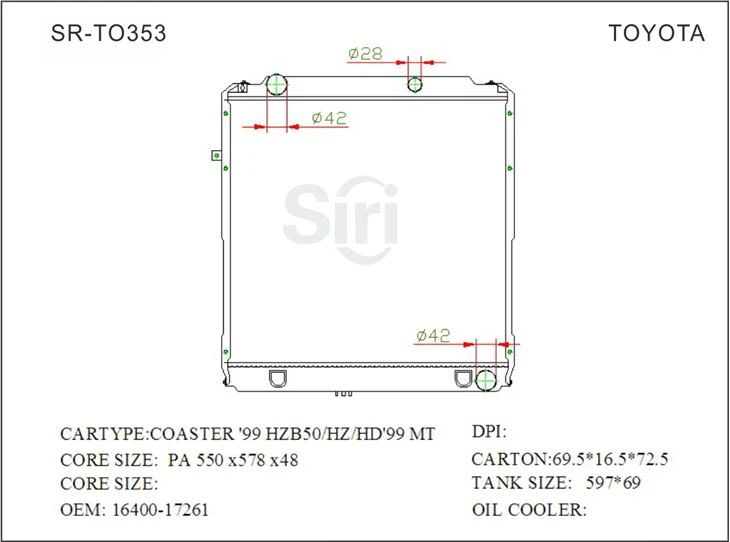 SR-TO353
TOYOTA
Ø28
Ø42
Siri
Ø42
CARTYPE:COASTER '99 HZB50/HZ/HD'99 MT
CORE SIZE: PA 550 x578 x48
CORE SIZE:
OEM: 16400-17261
DPI:
CARTON:69.5*16.5*72.5
TANK SIZE: 597*69
OIL COOLER: